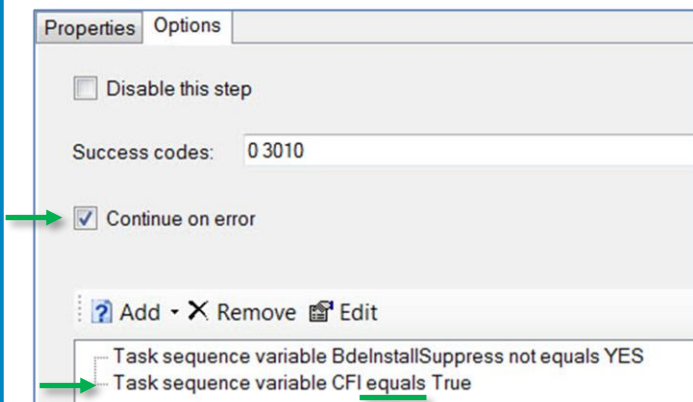 Properties Options
Disable this step
Success codes: 0 3010
Continue on error
Add Remove Edit
Task sequence variable BdeInstallSuppress not equals YES
Task sequence variable CFI equals True